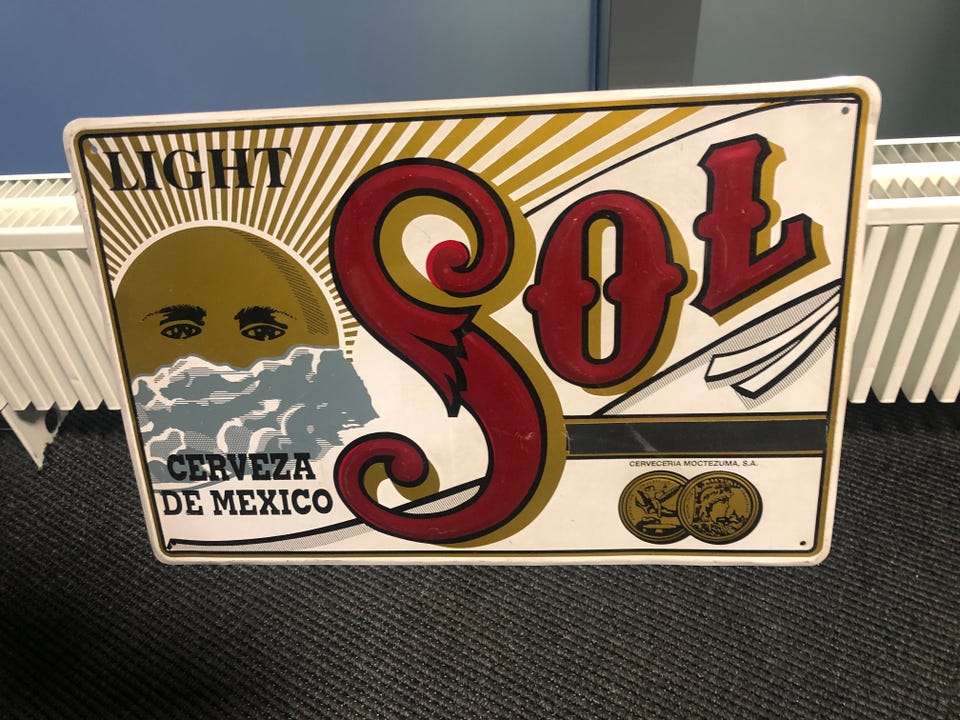 LIGHT
SOL
CERVEZA
DE MEXICO
CERVECERIA MOCTEZUMA, S.A.